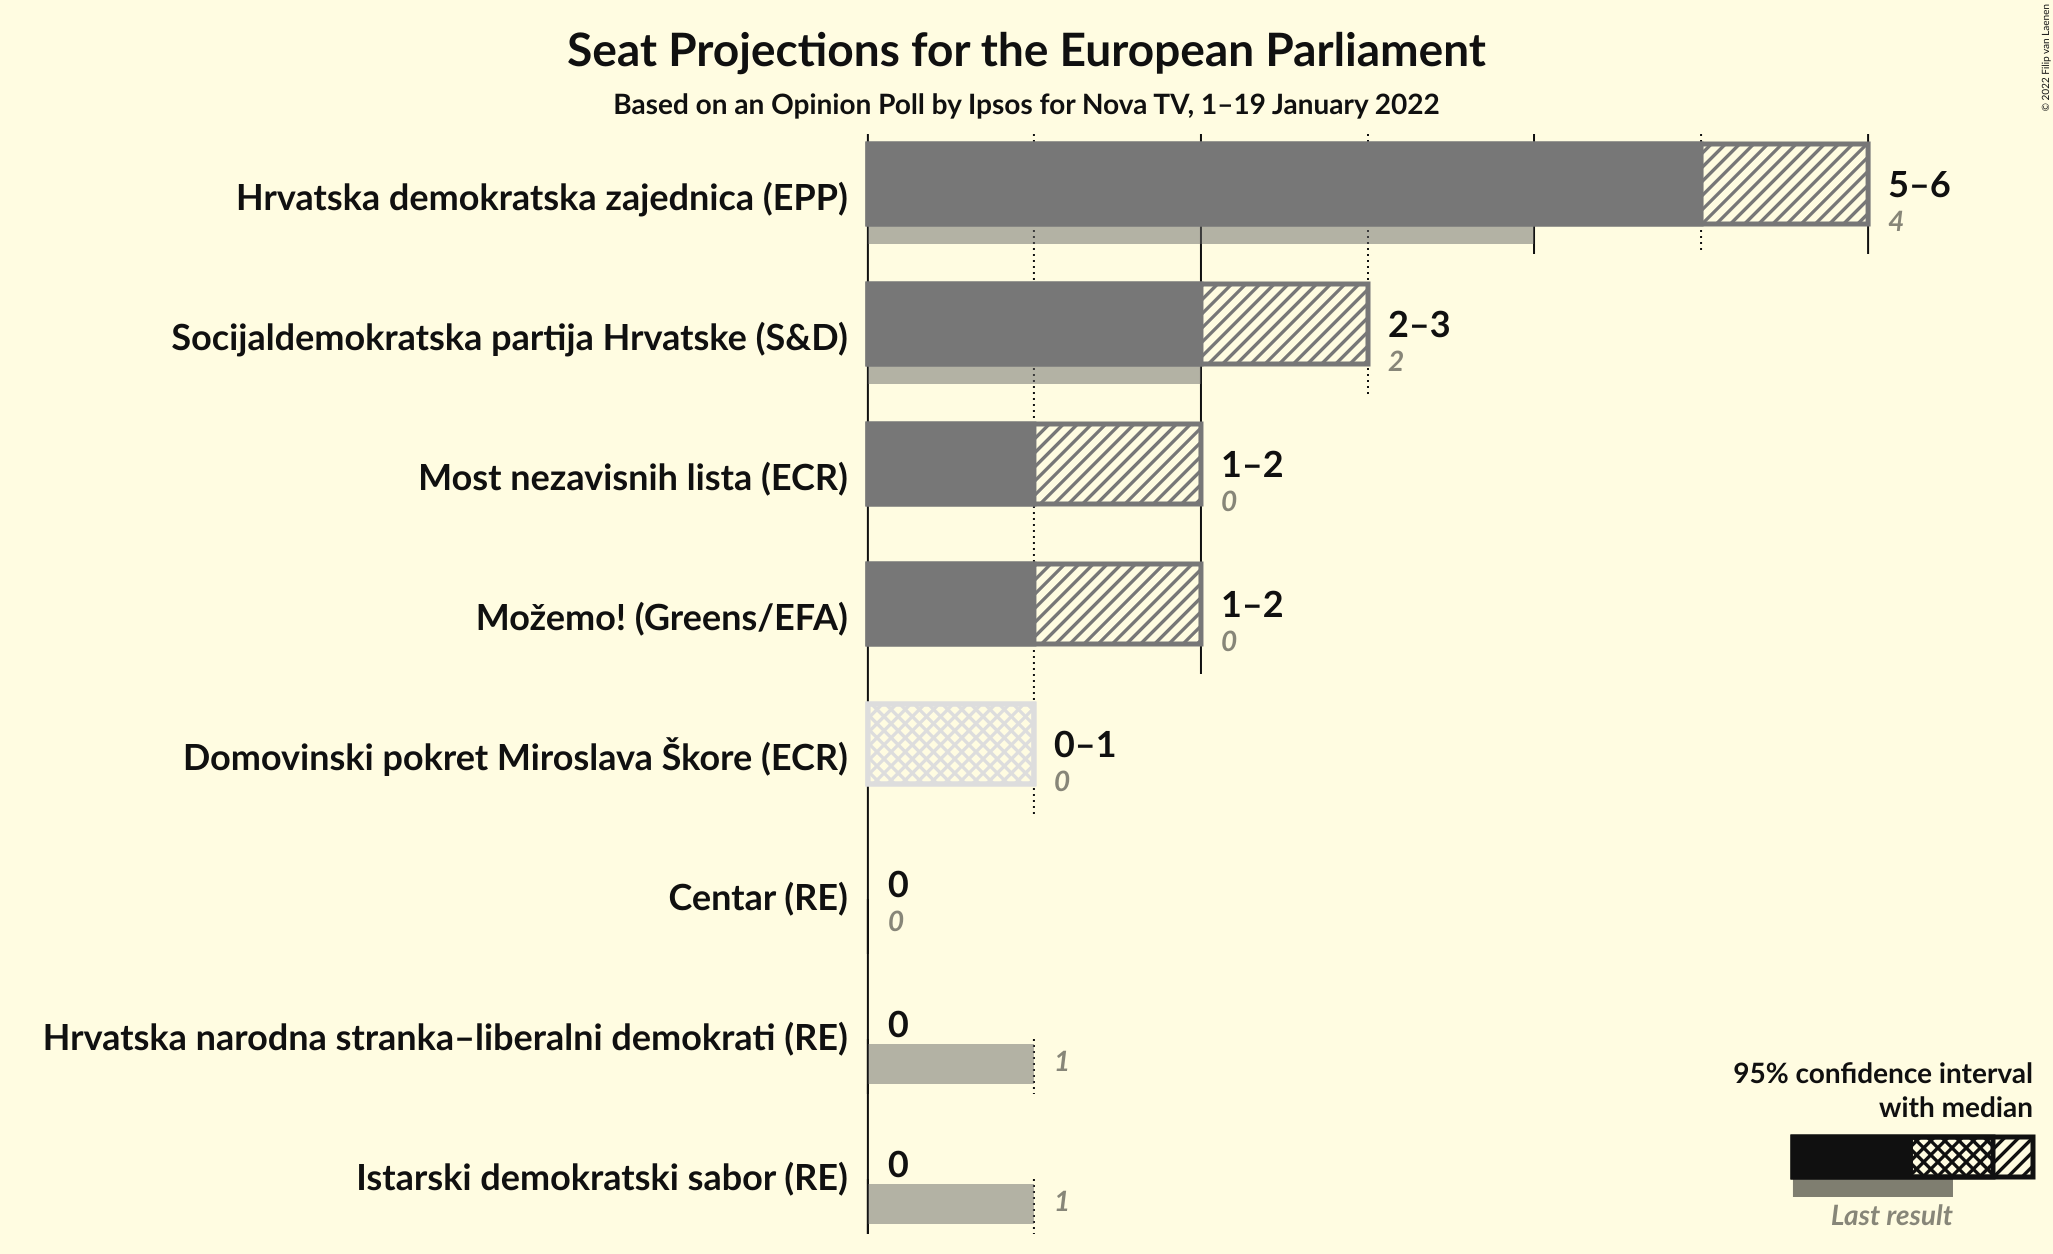 Seat Projections for the European Parliament
Based on an Opinion Poll by Ipsos for Nova TV, 1–19 January 2022
© 2022 Filip van Laenen
Hrvatska demokratska zajednica (EPP)
5–6
4
Socijaldemokratska partija Hrvatske (S&D)
2–3
2
Most nezavisnih lista (ECR)
1–2
0
Možemo! (Greens/EFA)
1–2
0
Domovinski pokret Miroslava Škore (ECR)
0–1
0
Centar (RE)
0
0
Hrvatska narodna stranka–liberalni demokrati (RE)
0
1
Istarski demokratski sabor (RE)
0
1
95% confidence interval
with median
Last result